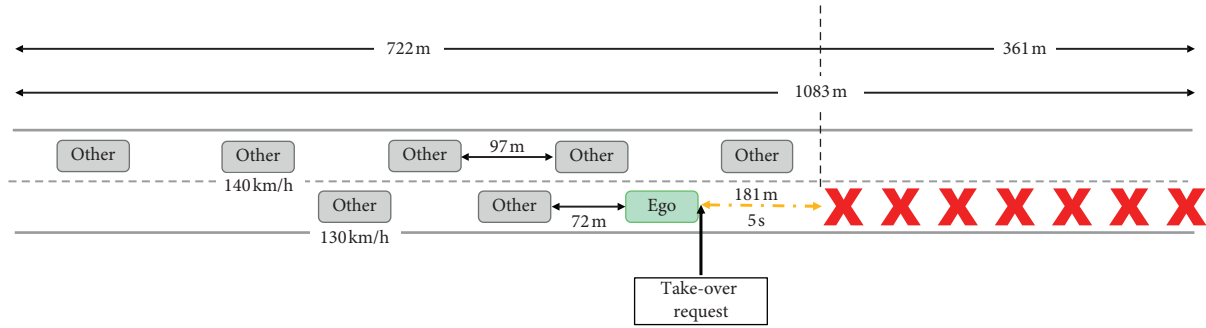 722 m
361 m
1083 m
Other
Other
Other
97 m
Other
Other
140 km/h
Other
Other
72 m
Ego
181 m
5 s
X X X X X X X
130 km/h
Take-over
request